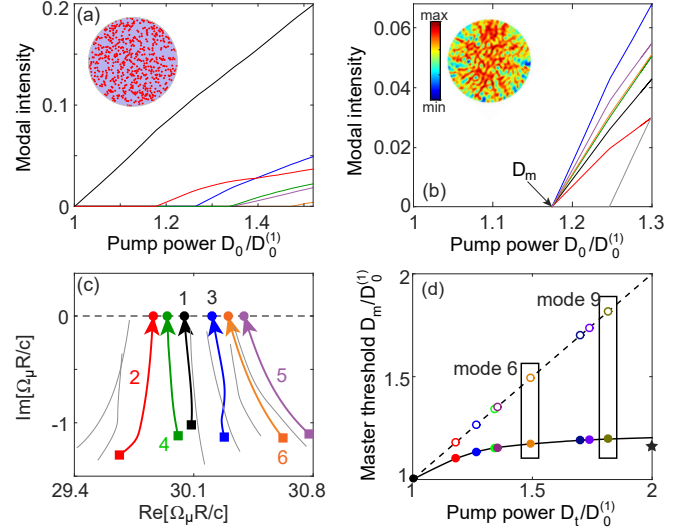 (a)
0.2
0.1
0
Modal intensity
1
1.2
1.4
Pump power D₀/D₀⁽¹⁾
max
min
0.06
0.04
0.02
0
Modal intensity
Dₘ
(b)
1
1.1
1.2
1.3
Pump power D₀/D₀⁽¹⁾
(c)
0
-1
Im[ΩμR/c]
1
3
2
4
5
6
29.4
30.1
30.8
Re[ΩμR/c]
(d)
2
1.5
1
Master threshold Dₘ/D₀⁽¹⁾
mode 9
mode 6
1
1.5
2
Pump power Dₜ/D₀⁽¹⁾